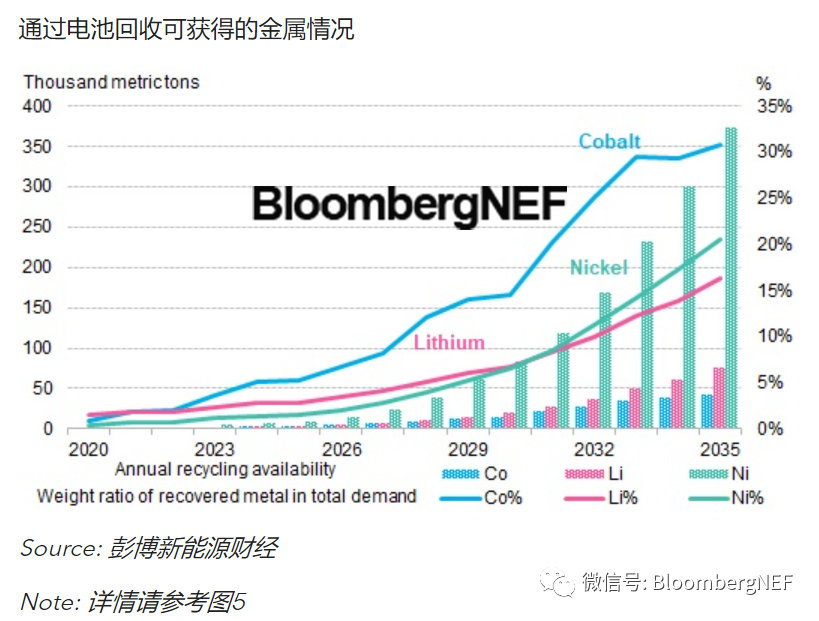 通过电池回收可获得的金属情况
Thousand metric tons
%
400
350
300
250
200
150
100
50
0
35%
30%
25%
20%
15%
10%
5%
0%
Cobalt
BloombergNEF
Nickel
Lithium
2020 2023 2026 2029 2032 2035
Annual recycling availability Co Li Ni
Weight ratio of recovered metal in total demand Co% Li% Ni%
Source: 彭博新能源财经
微信号: BloombergNEF
Note: 详情请参考图5